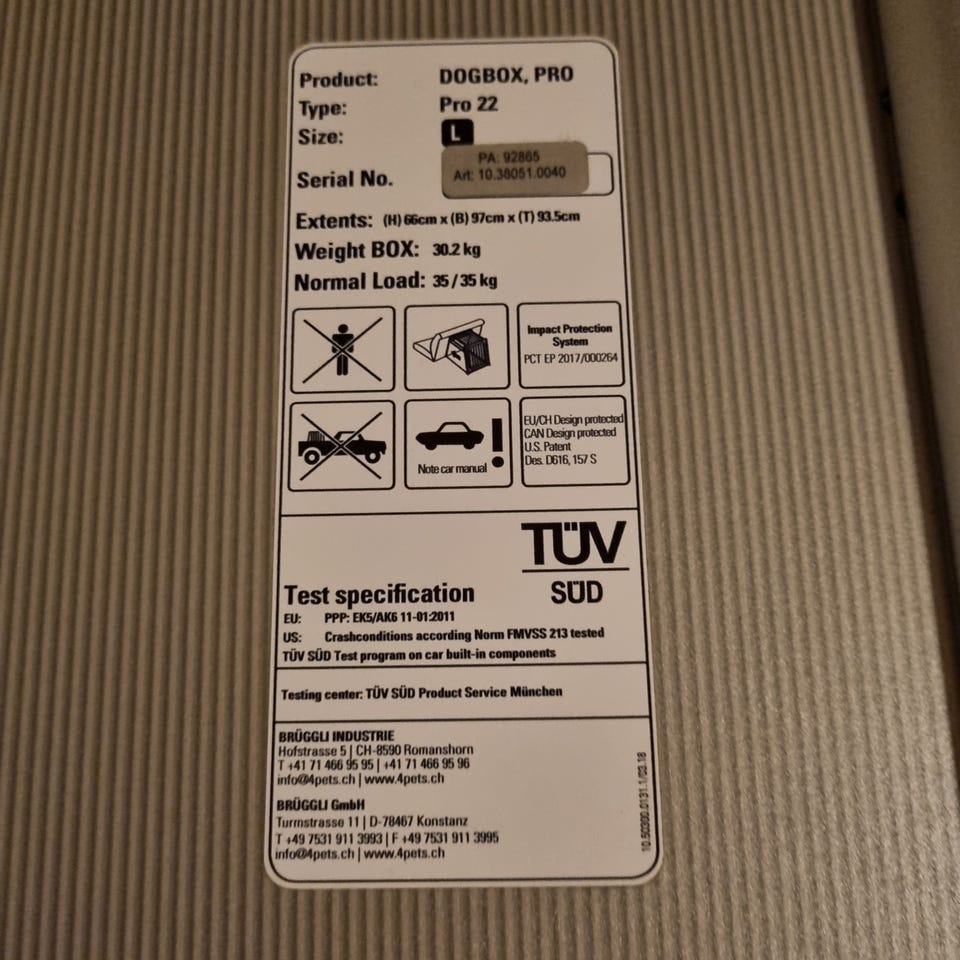 Product: DOGBOX, PRO
Type: Pro 22
Size: L
Serial No. PA: 92865
Art: 10.38051.0040
Extents: (H) 66cm x (B) 97cm x (T) 93.5cm
Weight BOX: 30.2 kg
Normal Load: 35 / 35 kg
Impact Protection
System
PCT EP 2017/000264
Note car manual !
EU/CH Design protected
CAN Design protected
U.S. Patent
Des. D616, 157 S
TÜV
SÜD
Test specification
EU: PPP: EK5/AK6 11-01:2011
US: Crashconditions according Norm FMVSS 213 tested
TÜV SÜD Test program on car built-in components
Testing center: TÜV SÜD Product Service München
BRÜGGLI INDUSTRIE
Hofstrasse 5 | CH-8590 Romanshorn
T +41 71 466 95 95 | +41 71 466 95 96
info@4pets.ch | www.4pets.ch
BRÜGGLI GmbH
Turmstrasse 11 | D-78467 Konstanz
T +49 7531 911 3993 | F +49 7531 911 3995
info@4pets.ch | www.4pets.ch
10.50300.0131.1/03.18